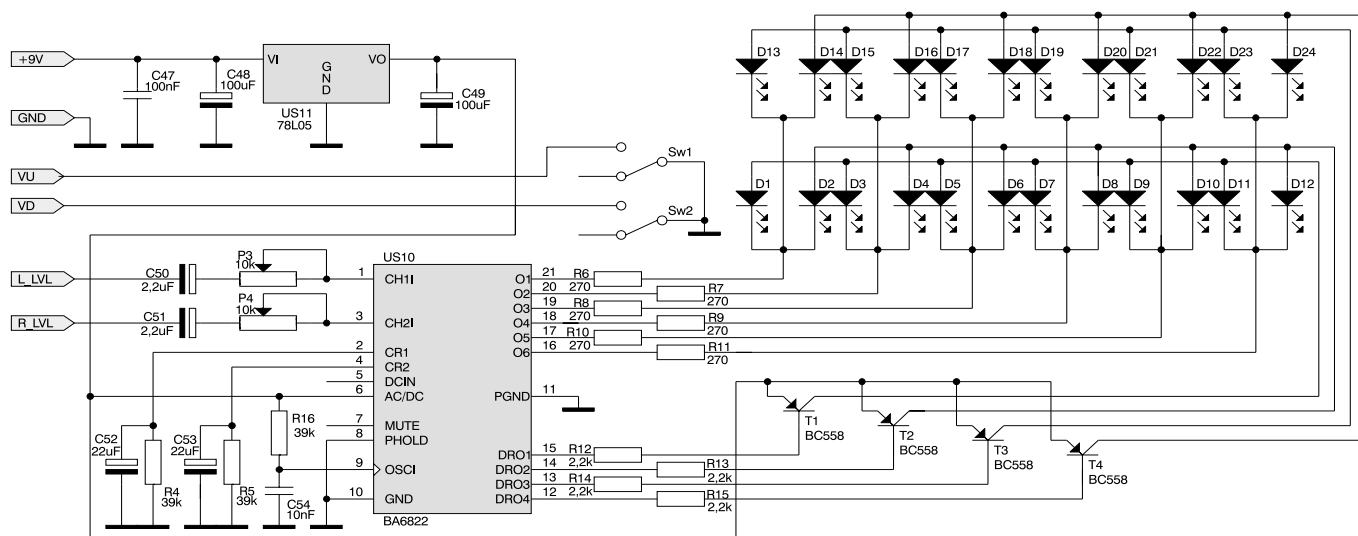 D13 D14 D15 D16 D17 D18 D19 D20 D21 D22 D23 D24
+9V
C47
100nF
C48
100uF
VI
GND
VO
US11
78L05
C49
100uF
GND
VU
Sw1
VD
Sw2
D1 D2 D3 D4 D5 D6 D7 D8 D9 D10 D11 D12
L_LVL
C50
2,2uF
P3
10k
R_LVL
C51
2,2uF
P4
10k
US10
1 CH1I
3 CH2I
2 CR1
4 CR2
5 DCIN
6 AC/DC
7 MUTE
8 PHOLD
9 OSCI
10 GND
O1 21 R6
270
O2 20 R7
270
O3 19 R8
270
O4 18 R9
270
O5 17 R10
270
O6 16 R11
270
PGND 11
DRO1 15 R12
2,2k
DRO2 14 R13
2,2k
DRO3 13 R14
2,2k
DRO4 12 R15
2,2k
BA6822
C52
22uF
R4
39k
C53
22uF
R5
39k
R16
39k
C54
10nF
T1
BC558
T2
BC558
T3
BC558
T4
BC558